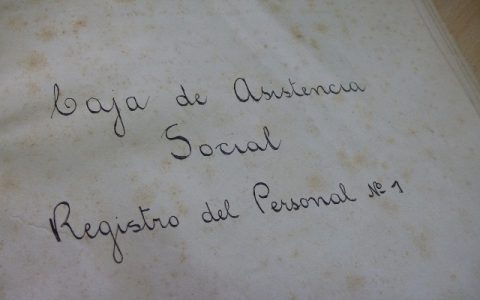 Caja de Asistencia
Social
Registro del Personal Nº 1